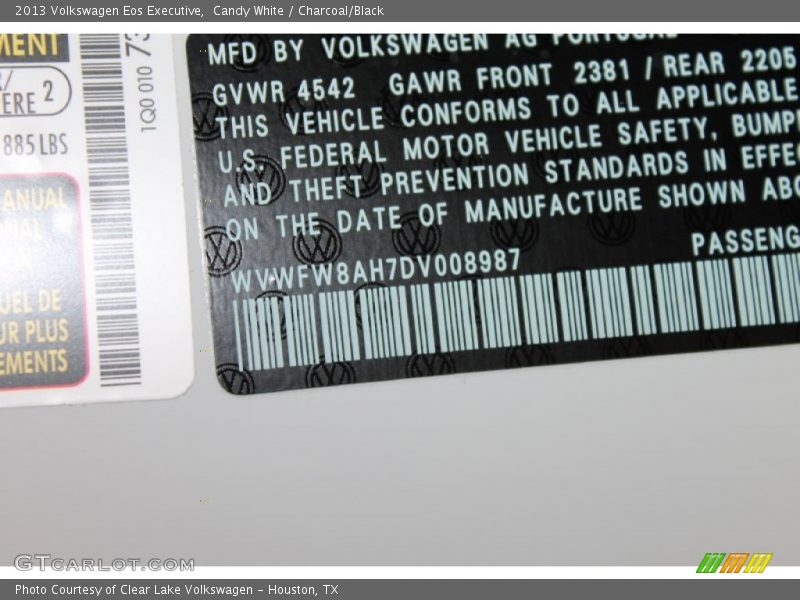 2013 Volkswagen Eos Executive, Candy White / Charcoal/Black
MENT
ERE 2
885 LBS
ANUAL
UEL DE
UR PLUS
EMENTS
1Q0 010 73
MFD BY VOLKSWAGEN AG PORTUGAL
GVWR 4542 GAWR FRONT 2381 / REAR 2205
THIS VEHICLE CONFORMS TO ALL APPLICABLE
U.S. FEDERAL MOTOR VEHICLE SAFETY, BUMP
AND THEFT PREVENTION STANDARDS IN EFFE
ON THE DATE OF MANUFACTURE SHOWN ABO
PASSENG
WVWFW8AH7DV008987
GTCARLOT.COM
Photo Courtesy of Clear Lake Volkswagen - Houston, TX